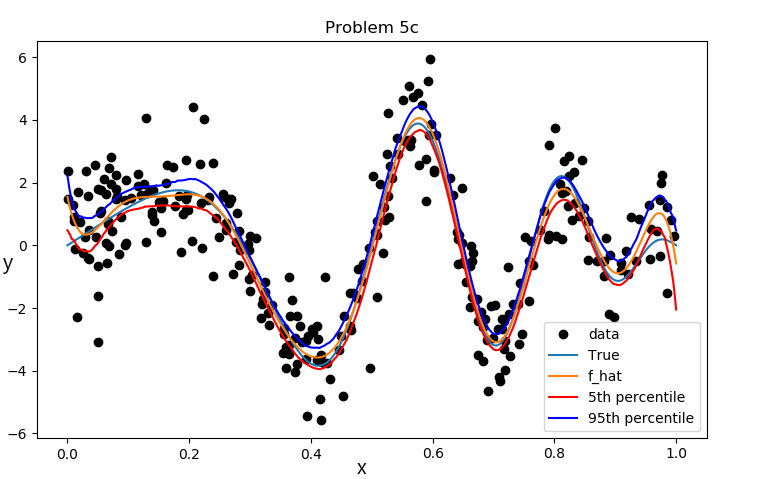 Problem 5c
6
4
2
0
y
−2
−4
−6
data
True
f_hat
5th percentile
95th percentile
0.0 0.2 0.4 0.6 0.8 1.0
x